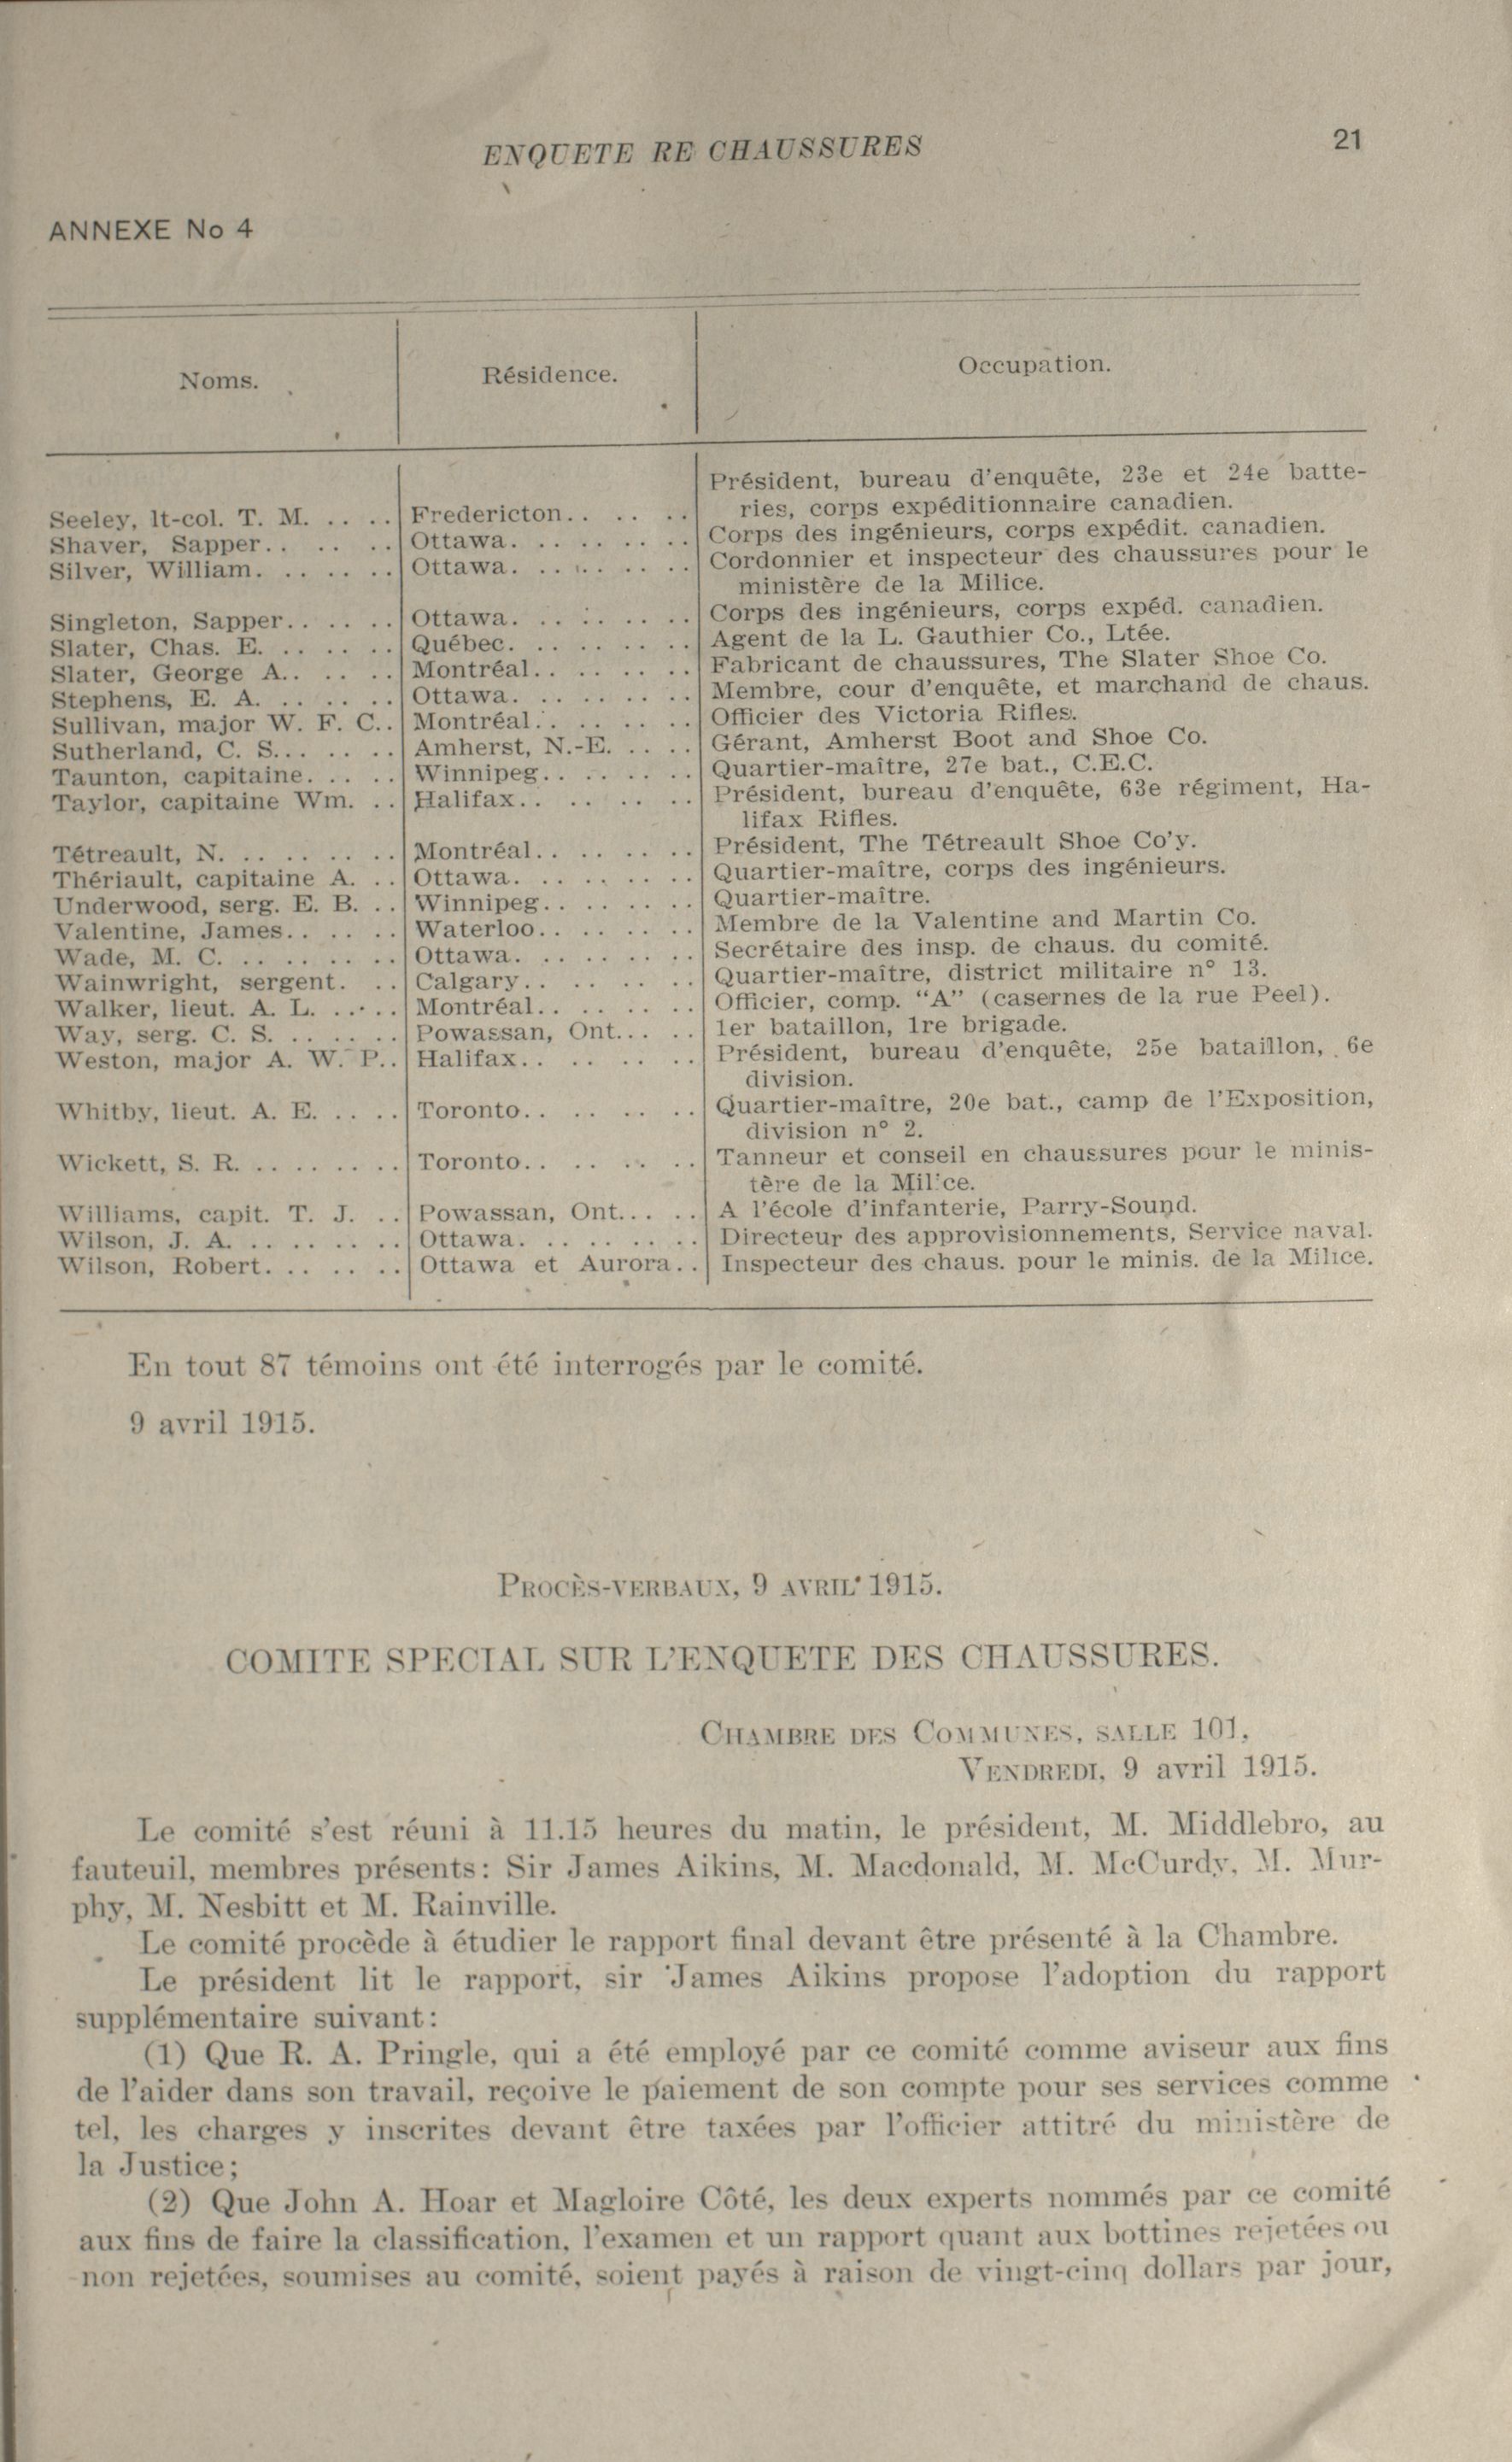 ENQUETE RE CHAUSSURES 21
ANNEXE No 4
Noms. Résidence. Occupation.
Président, bureau d'enquête, 23e et 24e batte-
Seeley, lt-col. T. M. . . . . Fredericton. . . . . . ries, corps expéditionnaire canadien.
Shaver, Sapper. . . . . . Ottawa. . . . . . . . . Corps des ingénieurs, corps expédit. canadien.
Silver, William. . . . . . . Ottawa. . . . . . . . . Cordonnier et inspecteur des chaussures pour le
ministère de la Milice.
Singleton, Sapper. . . . . . Ottawa. . . . . . . . . Corps des ingénieurs, corps expéd. canadien.
Slater, Chas. E. . . . . . . Québec. . . . . . . . . Agent de la L. Gauthier Co., Ltée.
Slater, George A. . . . . . Montréal. . . . . . . . Fabricant de chaussures, The Slater Shoe Co.
Stephens, E. A. . . . . . . . Ottawa. . . . . . . . . Membre, cour d'enquête, et marchand de chaus.
Sullivan, major W. F. C. . Montréal. . . . . . . . Officier des Victoria Rifles.
Sutherland, C. S. . . . . . . Amherst, N.-E. . . . . Gérant, Amherst Boot and Shoe Co.
Taunton, capitaine. . . . . Winnipeg. . . . . . . . Quartier-maître, 27e bat., C.E.C.
Taylor, capitaine Wm. . . Halifax. . . . . . . . Président, bureau d'enquête, 63e régiment, Ha-
lifax Rifles.
Tétreault, N. . . . . . . . . Montréal. . . . . . . . Président, The Tétreault Shoe Co'y.
Thériault, capitaine A. . . Ottawa. . . . . . . . . Quartier-maître, corps des ingénieurs.
Underwood, serg. E. B. . . Winnipeg. . . . . . . . Quartier-maître.
Valentine, James. . . . . . Waterloo. . . . . . . . Membre de la Valentine and Martin Co.
Wade, M. C. . . . . . . . . Ottawa. . . . . . . . . Secrétaire des insp. de chaus. du comité.
Wainwright, sergent. . . Calgary. . . . . . . . Quartier-maître, district militaire n° 13.
Walker, lieut. A. L. . . . . Montréal. . . . . . . . Officier, comp. "A" (casernes de la rue Peel).
Way, serg. C. S. . . . . . . Powassan, Ont. . . . . 1er bataillon, 1re brigade.
Weston, major A. W. P. . Halifax. . . . . . . . Président, bureau d'enquête, 25e bataillon, 6e
division.
Whitby, lieut. A. E. . . . . Toronto. . . . . . . . Quartier-maître, 20e bat., camp de l'Exposition,
division n° 2.
Wickett, S. R. . . . . . . . . Toronto. . . . . . . . Tanneur et conseil en chaussures pour le minis-
tère de la Milice.
Williams, capit. T. J. . . Powassan, Ont. . . . . A l'école d'infanterie, Parry-Sound.
Wilson, J. A. . . . . . . . . Ottawa. . . . . . . . . Directeur des approvisionnements, Service naval.
Wilson, Robert. . . . . . . Ottawa et Aurora. . Inspecteur des chaus. pour le minis. de la Milice.
En tout 87 témoins ont été interrogés par le comité.
9 avril 1915.
PROCÈS-VERBAUX, 9 AVRIL 1915.
COMITE SPECIAL SUR L'ENQUETE DES CHAUSSURES.
CHAMBRE DES COMMUNES, SALLE 101,
VENDREDI, 9 avril 1915.
Le comité s'est réuni à 11.15 heures du matin, le président, M. Middlebro, au
fauteuil, membres présents: Sir James Aikins, M. Macdonald, M. McCurdy, M. Mur-
phy, M. Nesbitt et M. Rainville.
Le comité procède à étudier le rapport final devant être présenté à la Chambre.
Le président lit le rapport, sir James Aikins propose l'adoption du rapport
supplémentaire suivant:
(1) Que R. A. Pringle, qui a été employé par ce comité comme aviseur aux fins
de l'aider dans son travail, reçoive le paiement de son compte pour ses services comme
tel, les charges y inscrites devant être taxées par l'officier attitré du ministère de
la Justice;
(2) Que John A. Hoar et Magloire Côté, les deux experts nommés par ce comité
aux fins de faire la classification, l'examen et un rapport quant aux bottines rejetées ou
non rejetées, soumises au comité, soient payés à raison de vingt-cinq dollars par jour,